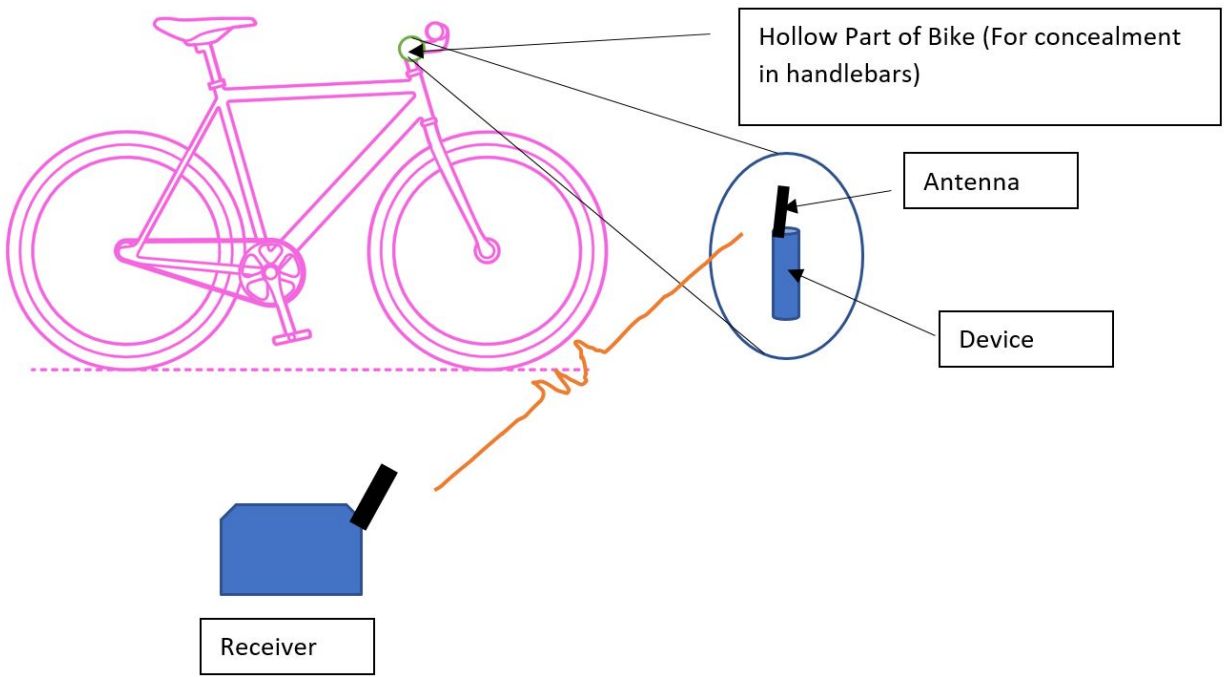 Hollow Part of Bike (For concealment
in handlebars)
Antenna
Device
Receiver